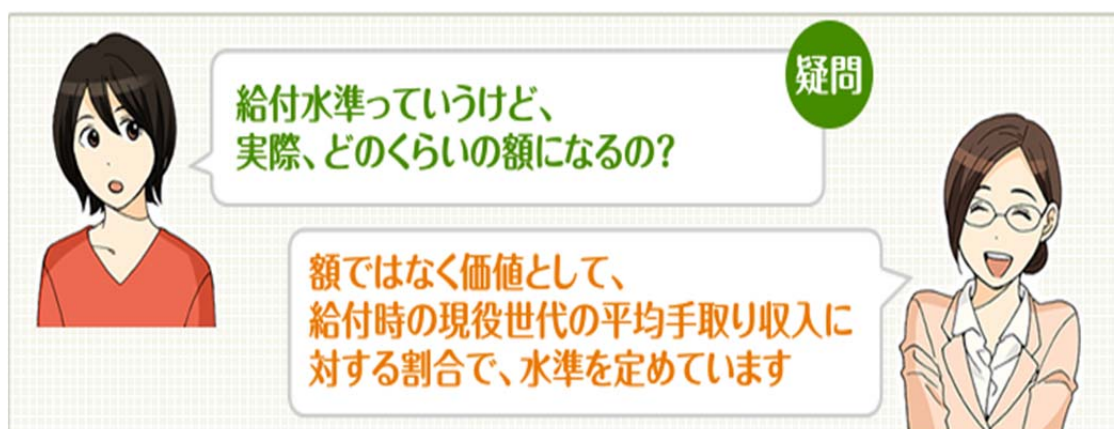 疑問
給付水準っていうけど、
実際、どのくらいの額になるの？
額ではなく価値として、
給付時の現役世代の平均手取り収入に
対する割合で、水準を定めています